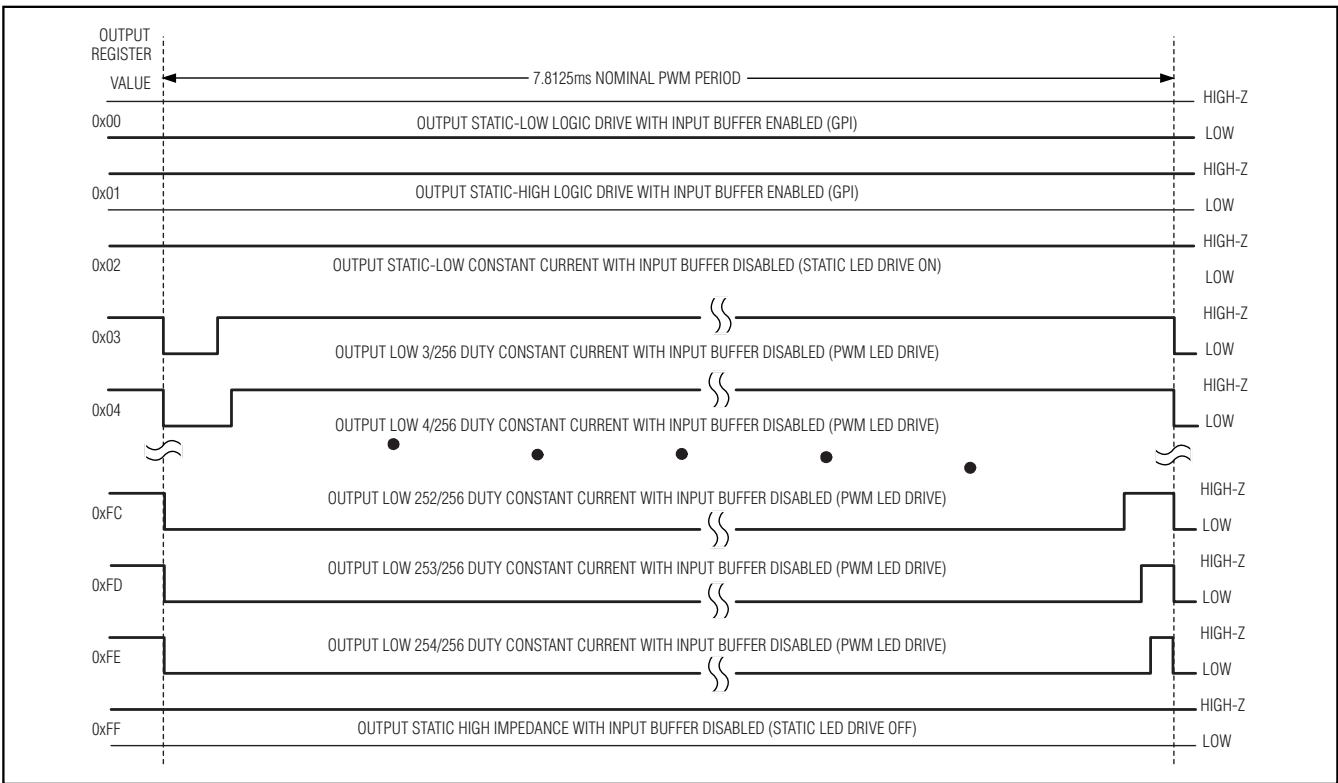 OUTPUT
REGISTER
VALUE
7.8125ms NOMINAL PWM PERIOD
HIGH-Z
0x00
OUTPUT STATIC-LOW LOGIC DRIVE WITH INPUT BUFFER ENABLED (GPI)
LOW
HIGH-Z
0x01
OUTPUT STATIC-HIGH LOGIC DRIVE WITH INPUT BUFFER ENABLED (GPI)
LOW
HIGH-Z
0x02
OUTPUT STATIC-LOW CONSTANT CURRENT WITH INPUT BUFFER DISABLED (STATIC LED DRIVE ON)
LOW
HIGH-Z
0x03
OUTPUT LOW 3/256 DUTY CONSTANT CURRENT WITH INPUT BUFFER DISABLED (PWM LED DRIVE)
LOW
HIGH-Z
0x04
OUTPUT LOW 4/256 DUTY CONSTANT CURRENT WITH INPUT BUFFER DISABLED (PWM LED DRIVE)
LOW
HIGH-Z
0xFC
OUTPUT LOW 252/256 DUTY CONSTANT CURRENT WITH INPUT BUFFER DISABLED (PWM LED DRIVE)
LOW
HIGH-Z
0xFD
OUTPUT LOW 253/256 DUTY CONSTANT CURRENT WITH INPUT BUFFER DISABLED (PWM LED DRIVE)
LOW
HIGH-Z
0xFE
OUTPUT LOW 254/256 DUTY CONSTANT CURRENT WITH INPUT BUFFER DISABLED (PWM LED DRIVE)
LOW
HIGH-Z
0xFF
OUTPUT STATIC HIGH IMPEDANCE WITH INPUT BUFFER DISABLED (STATIC LED DRIVE OFF)
LOW